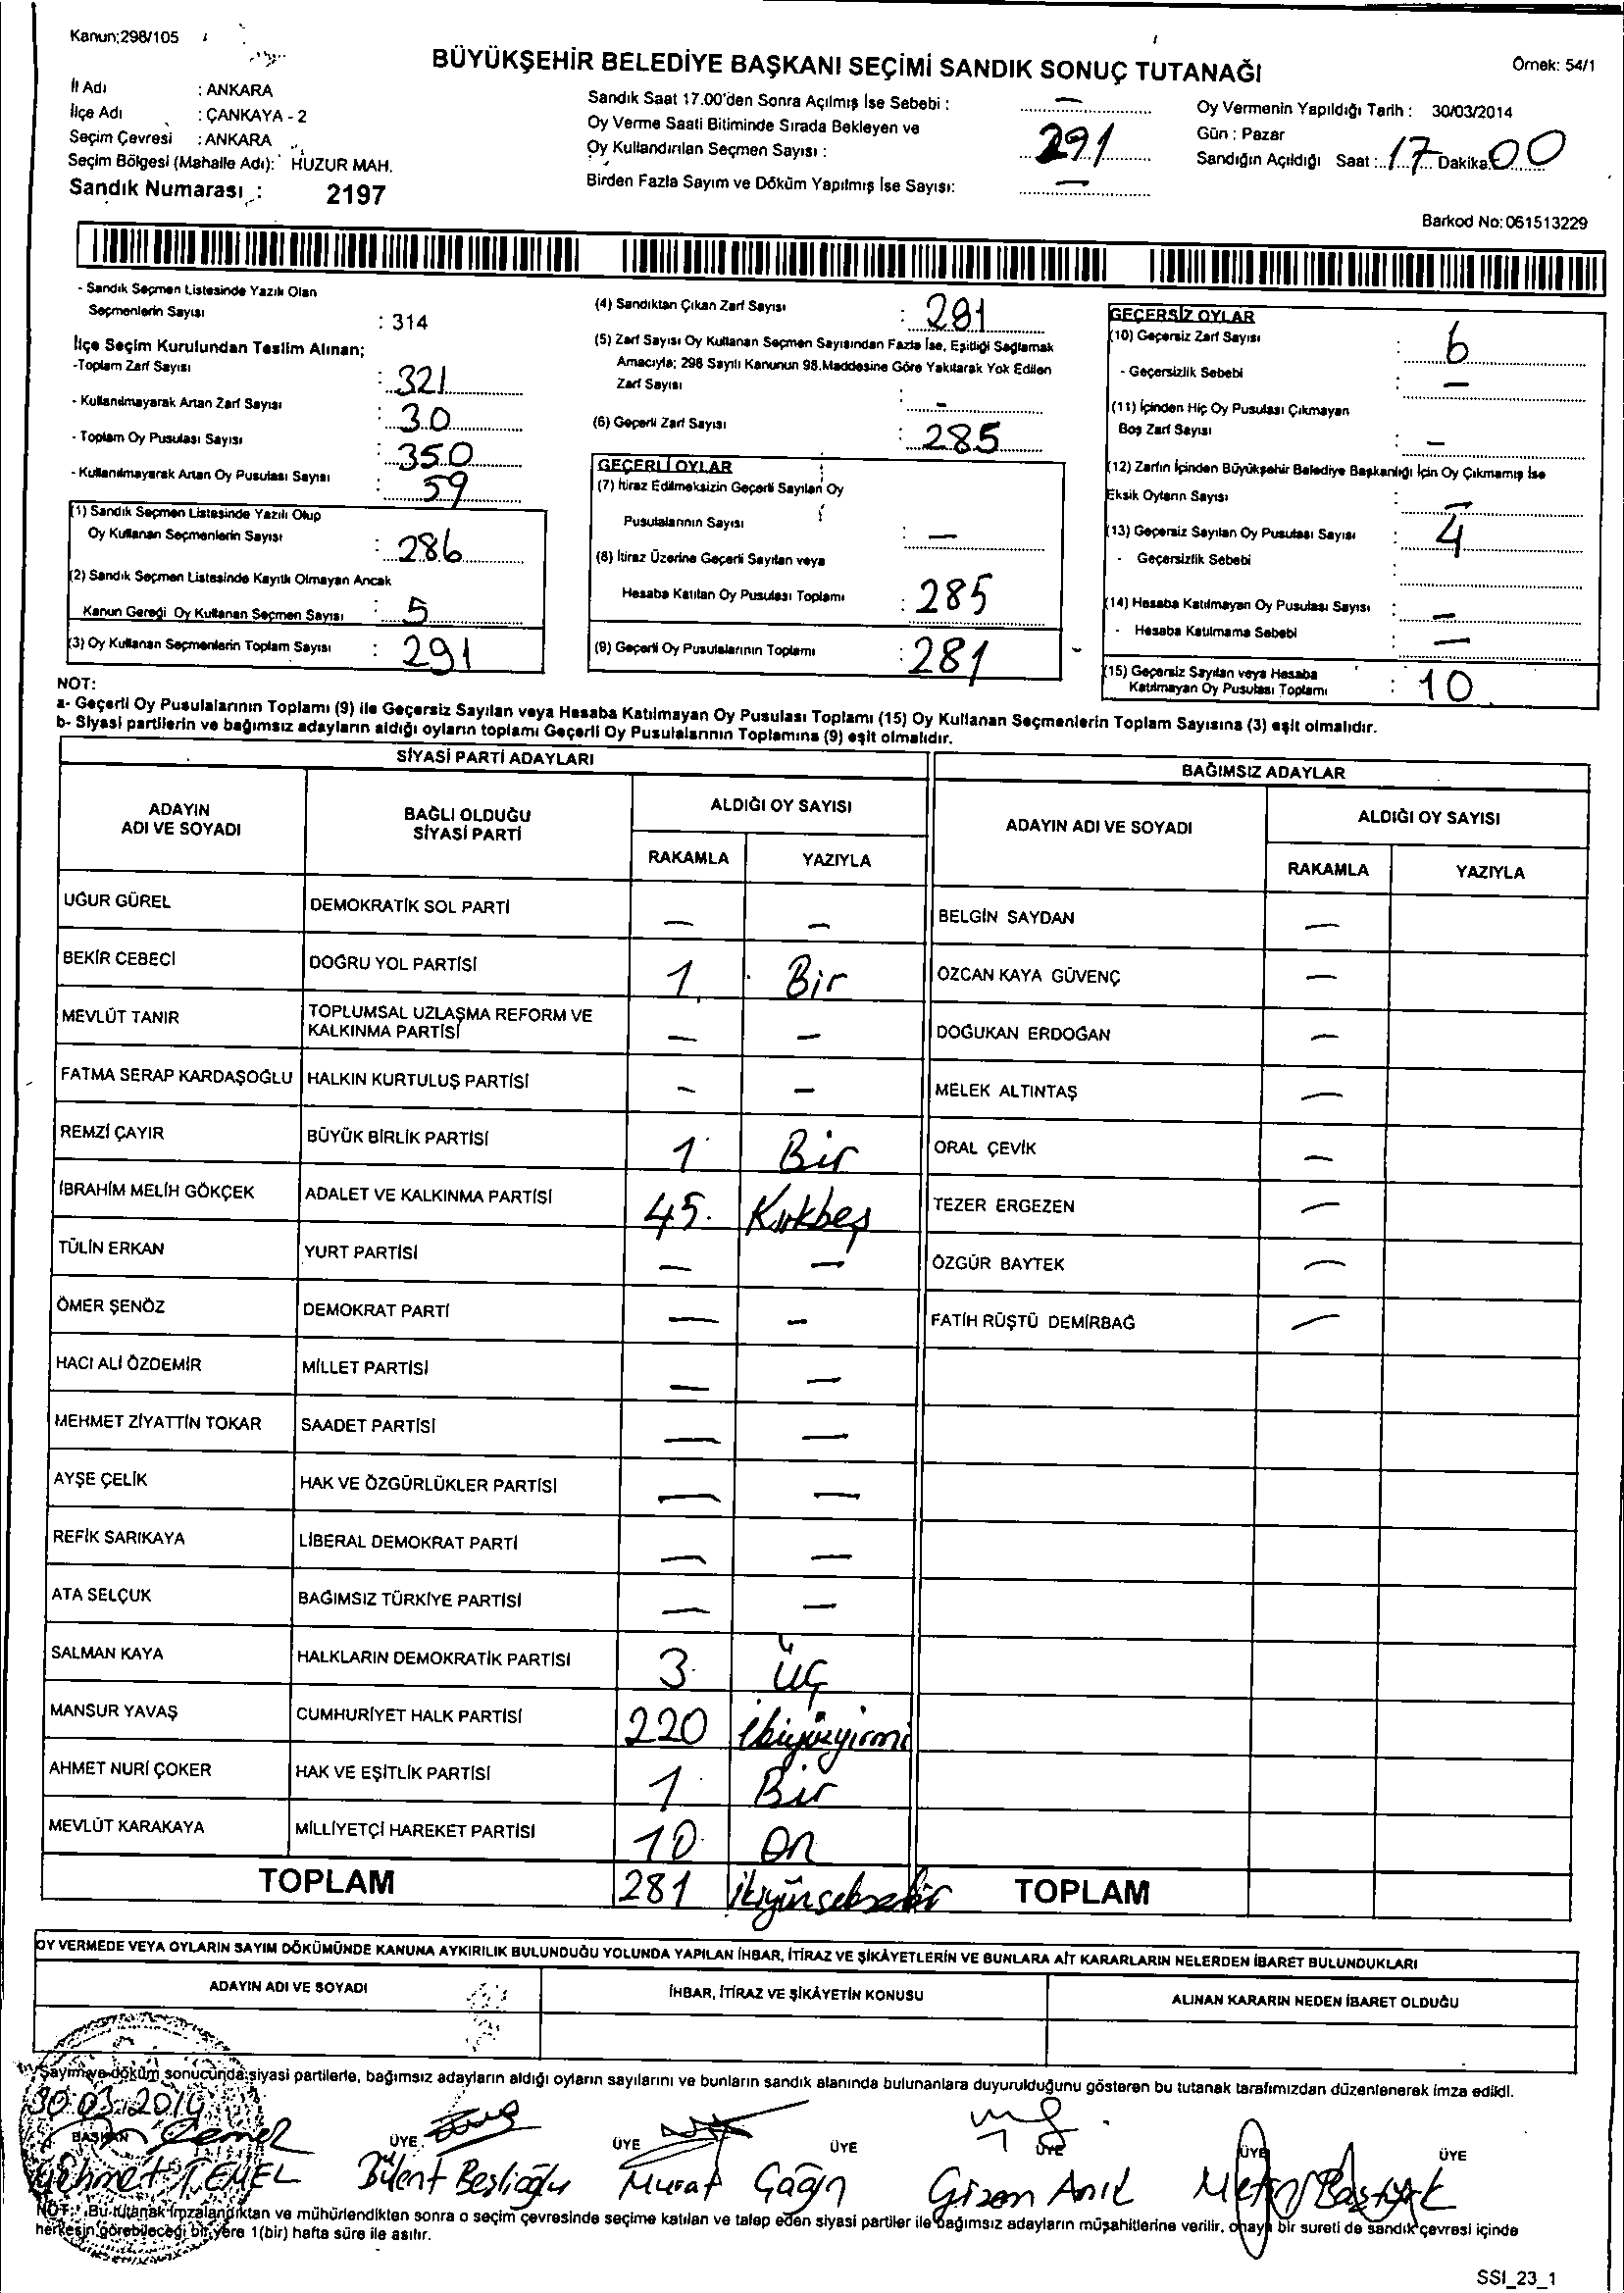 Kanun;298/105
Örnek: 54/1
BÜYÜKŞEHİR BELEDİYE BAŞKANI SEÇİMİ SANDIK SONUÇ TUTANAĞI
İl Adı : ANKARA
İlçe Adı : ÇANKAYA - 2
Seçim Çevresi : ANKARA
Seçim Bölgesi (Mahalle Adı): HUZUR MAH.
Sandık Numarası : 2197
Sandık Saat 17.00'den Sonra Açılmış İse Sebebi : —
Oy Verme Saati Bitiminde Sırada Bekleyen ve
Oy Kullandırılan Seçmen Sayısı : 291
Birden Fazla Sayım ve Döküm Yapılmış İse Sayısı: —
Oy Vermenin Yapıldığı Tarih : 30/03/2014
Gün : Pazar
Sandığın Açıldığı Saat : 17 Dakika: 00
Barkod No: 061513229
- Sandık Seçmen Listesinde Yazılı Olan
Seçmenlerin Sayısı : 314
İlçe Seçim Kurulundan Teslim Alınan;
-Toplam Zarf Sayısı : 321
- Kullanılmayarak Artan Zarf Sayısı : 30
- Toplam Oy Pusulası Sayısı : 350
- Kullanılmayarak Artan Oy Pusulası Sayısı : 59
(1) Sandık Seçmen Listesinde Yazılı Olup
Oy Kullanan Seçmenlerin Sayısı : 286
(2) Sandık Seçmen Listesinde Kayıtlı Olmayan Ancak
Kanun Gereği Oy Kullanan Seçmen Sayısı : 5
(3) Oy Kullanan Seçmenlerin Toplam Sayısı : 291
(4) Sandıktan Çıkan Zarf Sayısı : 291
(5) Zarf Sayısı Oy Kullanan Seçmen Sayısından Fazla İse, Eşitliği Sağlamak
Amacıyla; 298 Sayılı Kanunun 98.Maddesine Göre Yakılarak Yok Edilen
Zarf Sayısı : -
(6) Geçerli Zarf Sayısı : 285
GEÇERLİ OYLAR
(7) İtiraz Edilmeksizin Geçerli Sayılan Oy
Pusulalarının Sayısı : —
(8) İtiraz Üzerine Geçerli Sayılan veya
Hesaba Katılan Oy Pusulası Toplamı : 285
(9) Geçerli Oy Pusulalarının Toplamı : 281
GEÇERSİZ OYLAR
(10) Geçersiz Zarf Sayısı : 6
- Geçersizlik Sebebi : —
(11) İçinden Hiç Oy Pusulası Çıkmayan
Boş Zarf Sayısı : —
(12) Zarfın İçinden Büyükşehir Belediye Başkanlığı İçin Oy Çıkmamış İse
Eksik Oyların Sayısı : —
(13) Geçersiz Sayılan Oy Pusulası Sayısı : 4
- Geçersizlik Sebebi :
(14) Hesaba Katılmayan Oy Pusulası Sayısı : —
- Hesaba Katılmama Sebebi : —
(15) Geçersiz Sayılan veya Hesaba
Katılmayan Oy Pusulası Toplamı : 10
NOT:
a- Geçerli Oy Pusulalarının Toplamı (9) ile Geçersiz Sayılan veya Hesaba Katılmayan Oy Pusulası Toplamı (15) Oy Kullanan Seçmenlerin Toplam Sayısına (3) eşit olmalıdır.
b- Siyasi partilerin ve bağımsız adayların aldığı oyların toplamı Geçerli Oy Pusulalarının Toplamına (9) eşit olmalıdır.
SİYASİ PARTİ ADAYLARI
ADAYIN ADI VE SOYADI BAĞLI OLDUĞU SİYASİ PARTİ ALDIĞI OY SAYISI
RAKAMLA YAZIYLA
UĞUR GÜREL DEMOKRATİK SOL PARTİ — —
BEKİR CEBECİ DOĞRU YOL PARTİSİ 1 Bir
MEVLÜT TANIR TOPLUMSAL UZLAŞMA REFORM VE KALKINMA PARTİSİ — —
FATMA SERAP KARDAŞOĞLU HALKIN KURTULUŞ PARTİSİ — —
REMZİ ÇAYIR BÜYÜK BİRLİK PARTİSİ 1 Bir
İBRAHİM MELİH GÖKÇEK ADALET VE KALKINMA PARTİSİ 45 Kırkbeş
TÜLİN ERKAN YURT PARTİSİ — —
ÖMER ŞENÖZ DEMOKRAT PARTİ — —
HACI ALİ ÖZDEMİR MİLLET PARTİSİ — —
MEHMET ZİYATTİN TOKAR SAADET PARTİSİ — —
AYŞE ÇELİK HAK VE ÖZGÜRLÜKLER PARTİSİ — —
REFİK SARIKAYA LİBERAL DEMOKRAT PARTİ — —
ATA SELÇUK BAĞIMSIZ TÜRKİYE PARTİSİ — —
SALMAN KAYA HALKLARIN DEMOKRATİK PARTİSİ 3 üç
MANSUR YAVAŞ CUMHURİYET HALK PARTİSİ 220 ikiyüzyirmi
AHMET NURİ ÇOKER HAK VE EŞİTLİK PARTİSİ 1 Bir
MEVLÜT KARAKAYA MİLLİYETÇİ HAREKET PARTİSİ 10 on
TOPLAM 281 ikiyüzseksenbir
BAĞIMSIZ ADAYLAR
ADAYIN ADI VE SOYADI ALDIĞI OY SAYISI
RAKAMLA YAZIYLA
BELGİN SAYDAN —
ÖZCAN KAYA GÜVENÇ —
DOĞUKAN ERDOĞAN —
MELEK ALTINTAŞ —
ORAL ÇEVİK —
TEZER ERGEZEN —
ÖZGÜR BAYTEK —
FATİH RÜŞTÜ DEMİRBAĞ —
TOPLAM
OY VERMEDE VEYA OYLARIN SAYIM DÖKÜMÜNDE KANUNA AYKIRILIK BULUNDUĞU YOLUNDA YAPILAN İHBAR, İTİRAZ VE ŞİKÂYETLERİN VE BUNLARA AİT KARARLARIN NELERDEN İBARET BULUNDUKLARI
ADAYIN ADI VE SOYADI İHBAR, İTİRAZ VE ŞİKÂYETİN KONUSU ALINAN KARARIN NEDEN İBARET OLDUĞU
Sayım ve döküm sonucunda siyasi partilerle, bağımsız adayların aldığı oyların sayılarını ve bunların sandık alanında bulunanlara duyurulduğunu gösteren bu tutanak tarafımızdan düzenlenerek imza edildi.
30.03.2014
BAŞKAN ÜYE ÜYE ÜYE ÜYE ÜYE ÜYE
Mehmet TEMEL Bülent Beşlioğlu Murat Çağın Gizem Anıl Metin Baştürk
NOT: Bu tutanak imzalandıktan ve mühürlendikten sonra o seçim çevresinde seçime katılan ve talep eden siyasi partiler ile bağımsız adayların müşahitlerine verilir, onaylı bir sureti de sandık çevresi içinde
herkesin görebileceği bir yere 1(bir) hafta süre ile asılır.
SSI_23_1